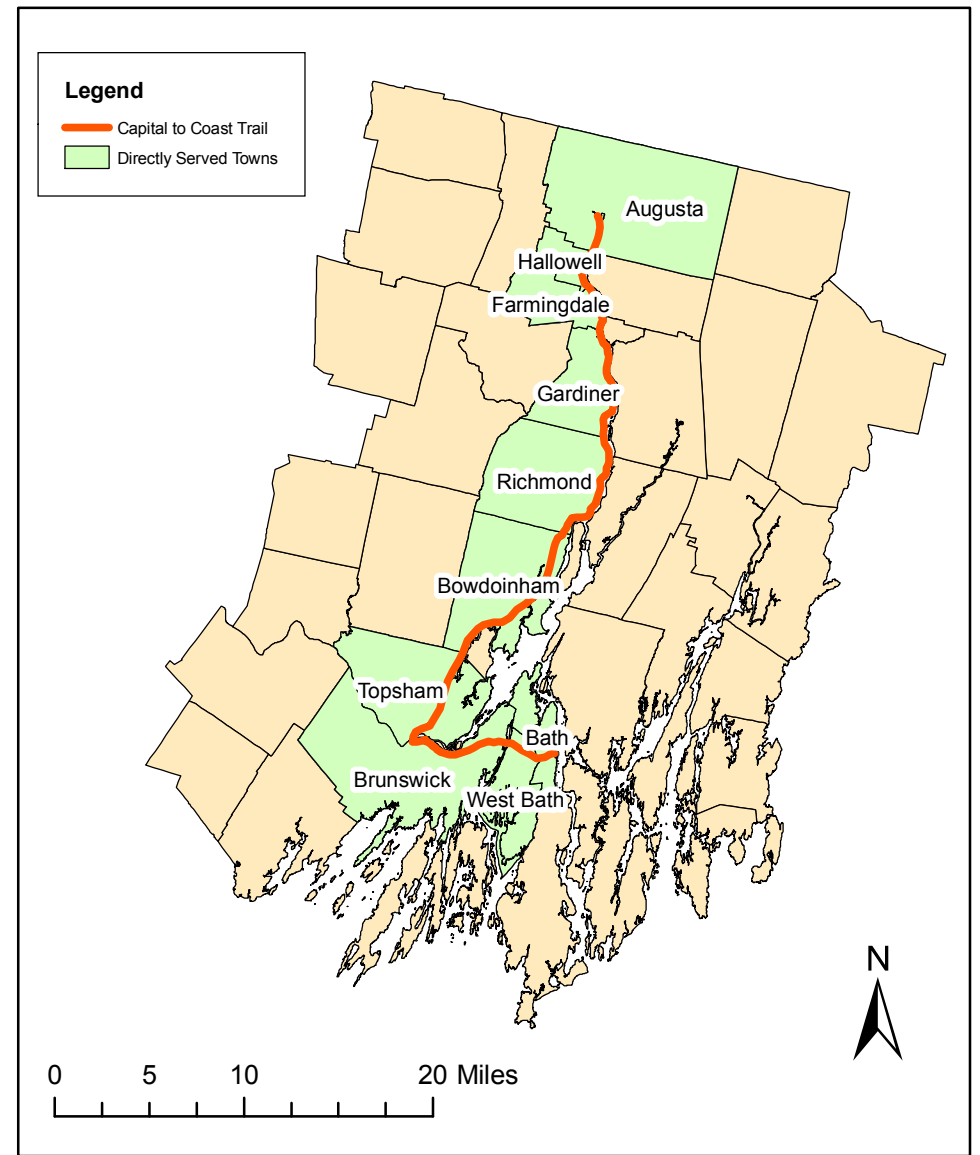 Legend
Capital to Coast Trail
Directly Served Towns
Augusta
Hallowell
Farmingdale
Gardiner
Richmond
Bowdoinham
Topsham
Bath
Brunswick
West Bath
N
0 5 10 20 Miles